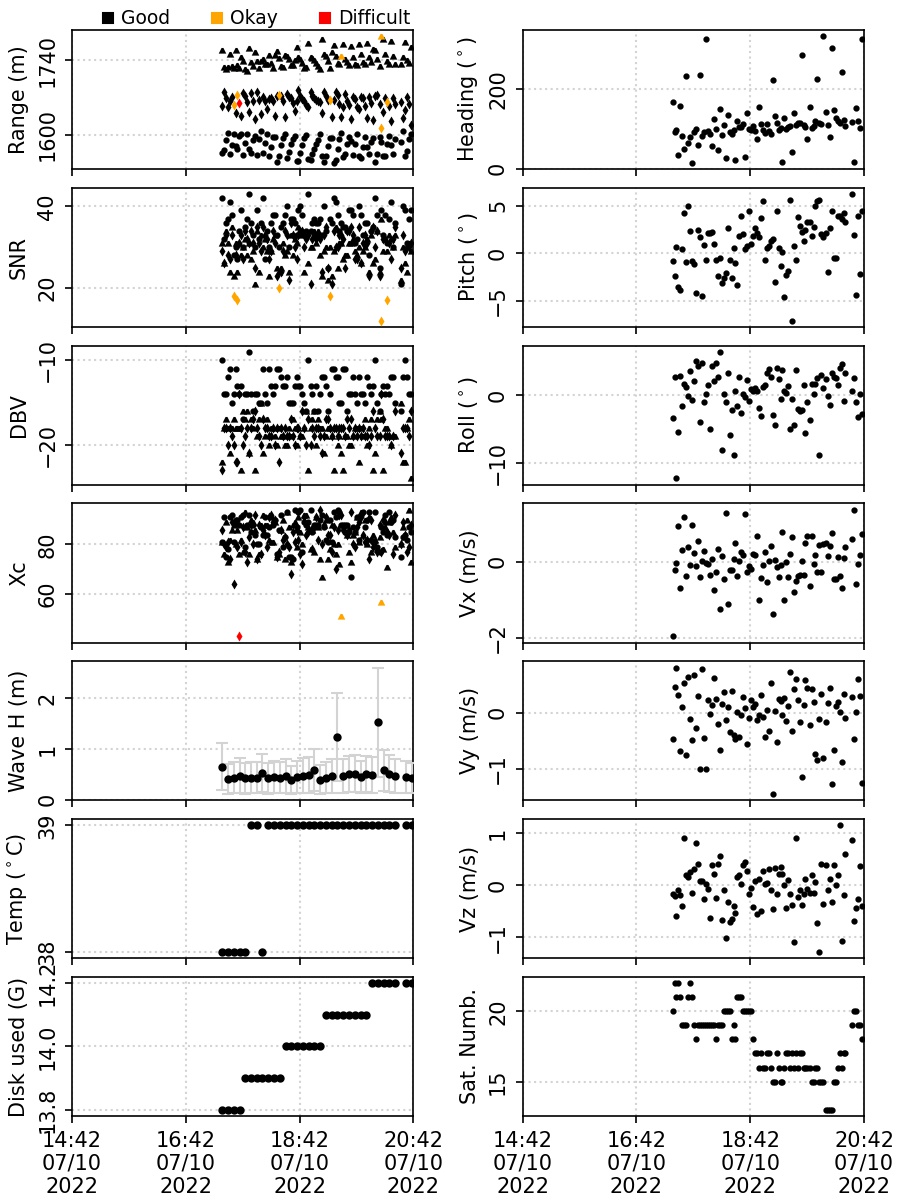 Good Okay Difficult
Range (m)
1740
1600
Heading (°)
200
0
SNR
40
20
Pitch (°)
5
0
−5
DBV
−10
−20
Roll (°)
0
−10
Xc
80
60
Vx (m/s)
0
−2
Wave H (m)
2
1
0
Vy (m/s)
0
−1
Temp (°C)
39
38
Vz (m/s)
1
0
−1
Disk used (G)
14.2
14.0
13.8
Sat. Numb.
20
15
14:42 16:42 18:42 20:42 14:42 16:42 18:42 20:42
07/10 07/10 07/10 07/10 07/10 07/10 07/10 07/10
2022 2022 2022 2022 2022 2022 2022 2022